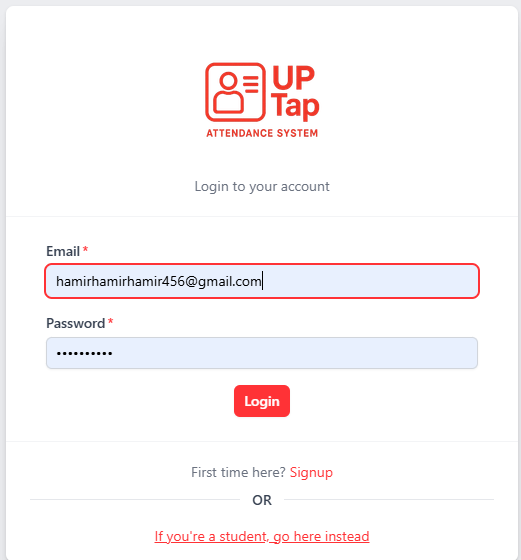 UP
Tap
ATTENDANCE SYSTEM
Login to your account
Email *
hamirhamirhamir456@gmail.com
Password *
••••••••••
Login
First time here? Signup
OR
If you're a student, go here instead